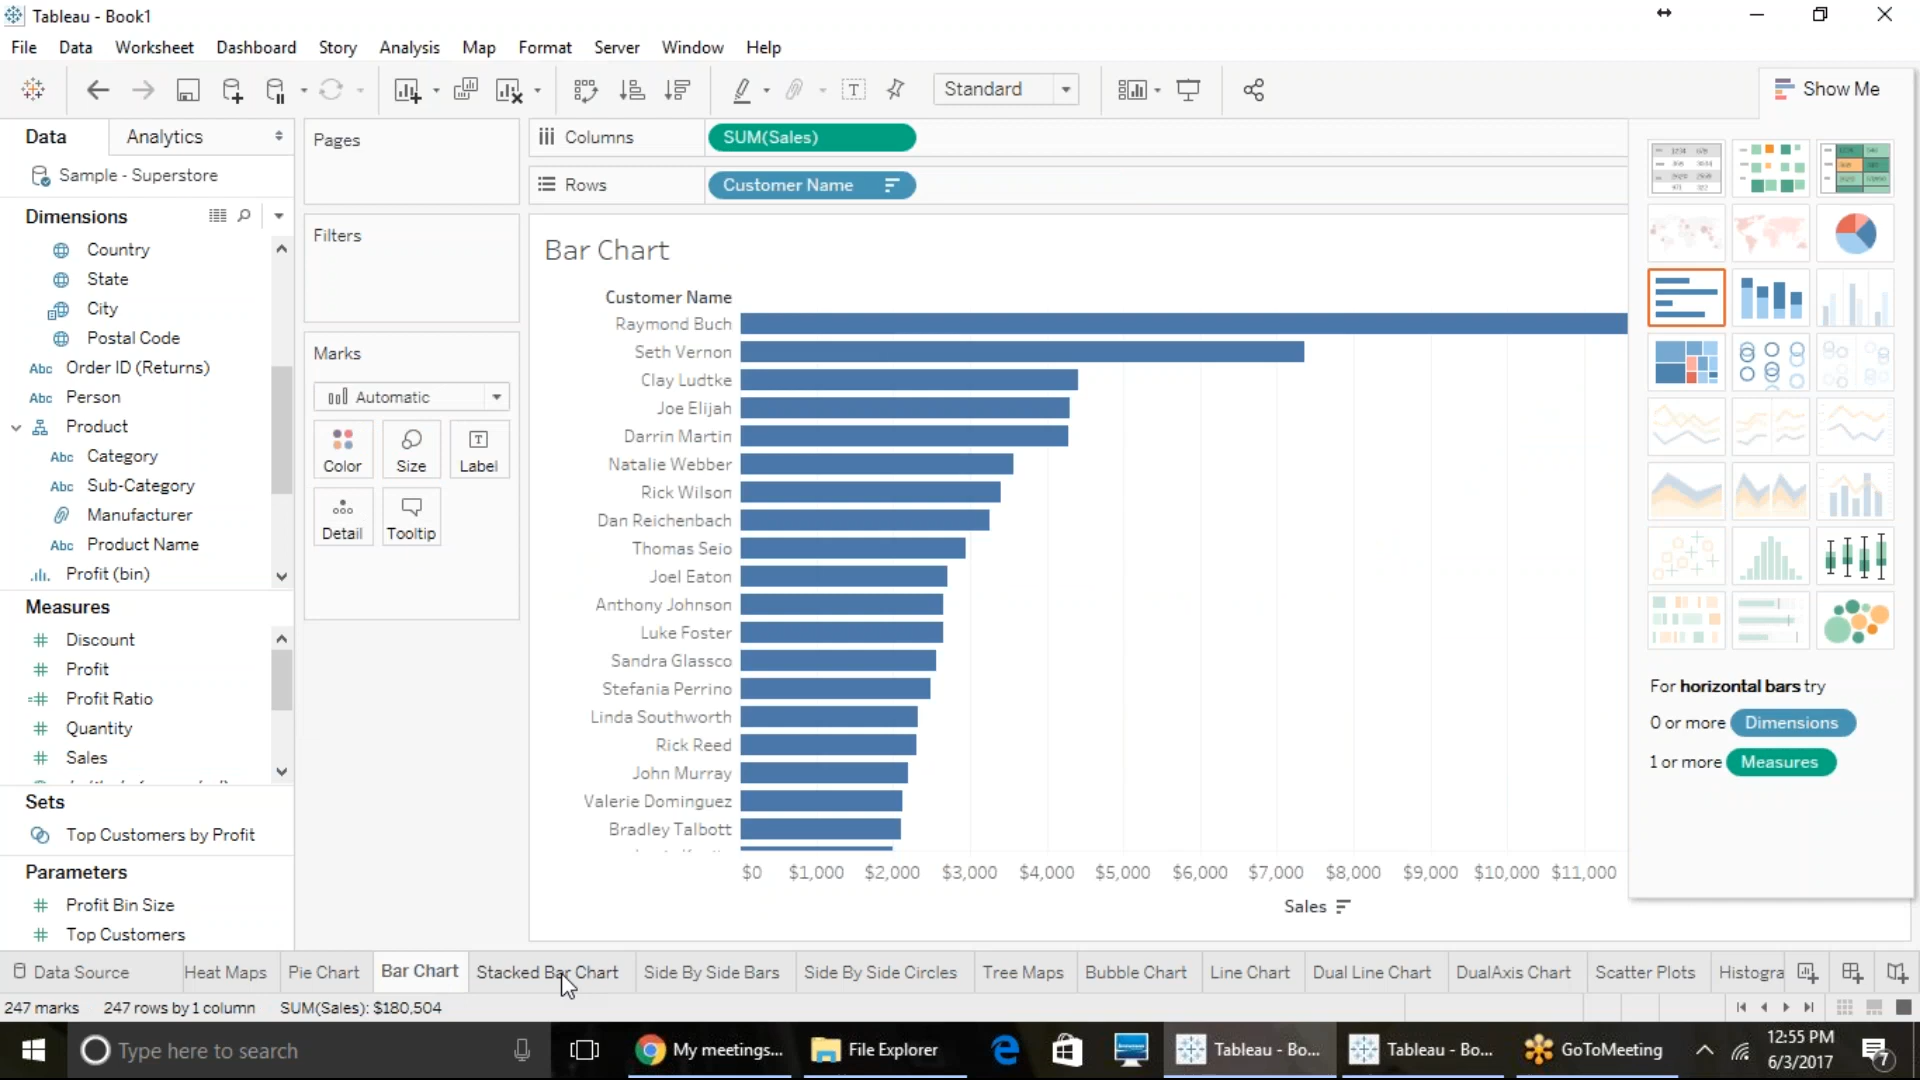 Tableau - Book1
File Data Worksheet Dashboard Story Analysis Map Format Server Window Help
Standard
Show Me
Data Analytics
Sample - Superstore
Dimensions
Country
State
City
Postal Code
Abc Order ID (Returns)
Abc Person
Product
Abc Category
Abc Sub-Category
Manufacturer
Abc Product Name
Profit (bin)
Measures
# Discount
# Profit
=# Profit Ratio
# Quantity
# Sales
Sets
Top Customers by Profit
Parameters
# Profit Bin Size
# Top Customers
Pages
Filters
Marks
Automatic
Color Size Label
Detail Tooltip
Columns SUM(Sales)
Rows Customer Name
Bar Chart
Customer Name
Raymond Buch
Seth Vernon
Clay Ludtke
Joe Elijah
Darrin Martin
Natalie Webber
Rick Wilson
Dan Reichenbach
Thomas Seio
Joel Eaton
Anthony Johnson
Luke Foster
Sandra Glassco
Stefania Perrino
Linda Southworth
Rick Reed
John Murray
Valerie Dominguez
Bradley Talbott
$0 $1,000 $2,000 $3,000 $4,000 $5,000 $6,000 $7,000 $8,000 $9,000 $10,000 $11,000
Sales
For horizontal bars try
0 or more Dimensions
1 or more Measures
Data Source Heat Maps Pie Chart Bar Chart Stacked Bar Chart Side By Side Bars Side By Side Circles Tree Maps Bubble Chart Line Chart Dual Line Chart DualAxis Chart Scatter Plots Histogra
247 marks 247 rows by 1 column SUM(Sales): $180,504
Type here to search
My meetings... File Explorer Tableau - Bo... Tableau - Bo... GoToMeeting
12:55 PM
6/3/2017
7